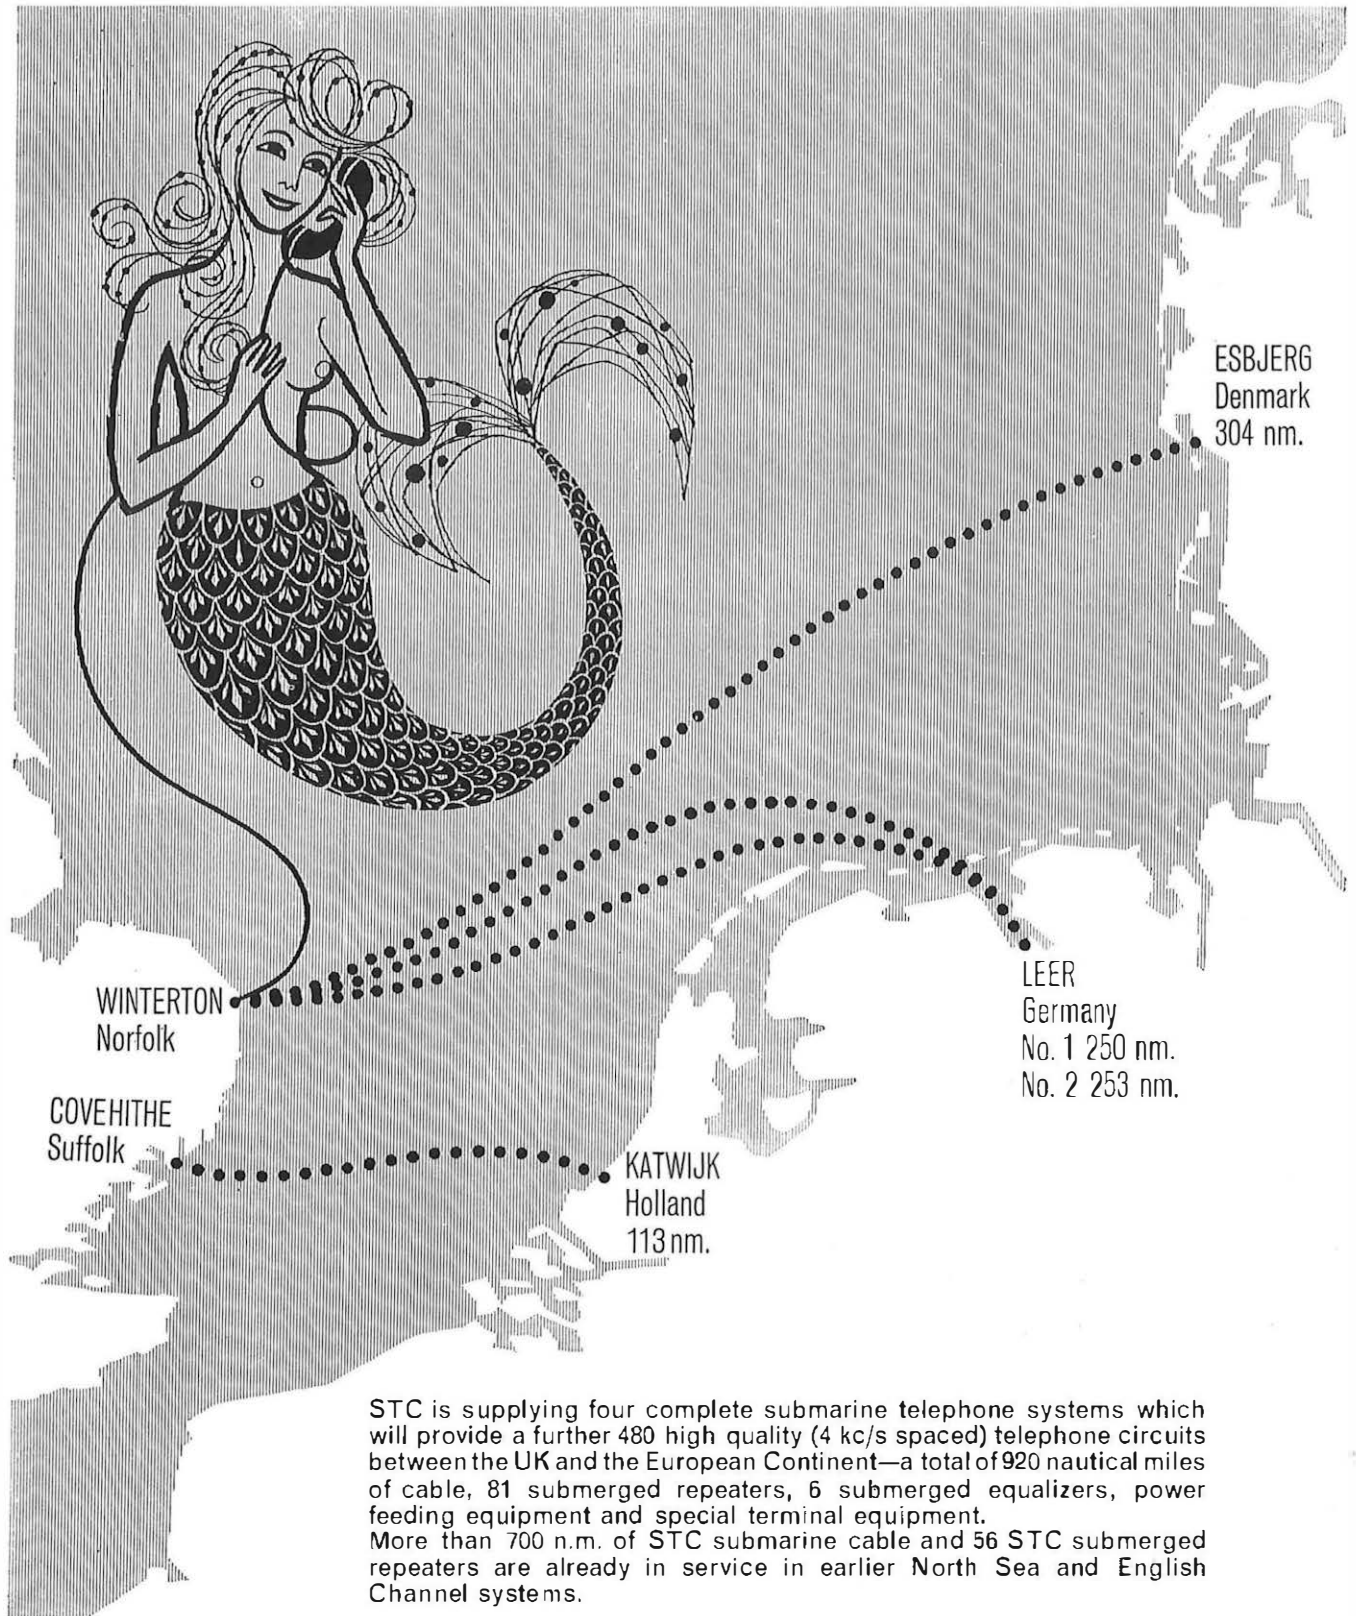 ESBJERG
Denmark
304 nm.
WINTERTON
Norfolk
LEER
Germany
No. 1 250 nm.
No. 2 253 nm.
COVEHITHE
Suffolk
KATWIJK
Holland
113 nm.
STC is supplying four complete submarine telephone systems which
will provide a further 480 high quality (4 kc/s spaced) telephone circuits
between the UK and the European Continent—a total of 920 nautical miles
of cable, 81 submerged repeaters, 6 submerged equalizers, power
feeding equipment and special terminal equipment.
More than 700 n.m. of STC submarine cable and 56 STC submerged
repeaters are already in service in earlier North Sea and English
Channel systems.